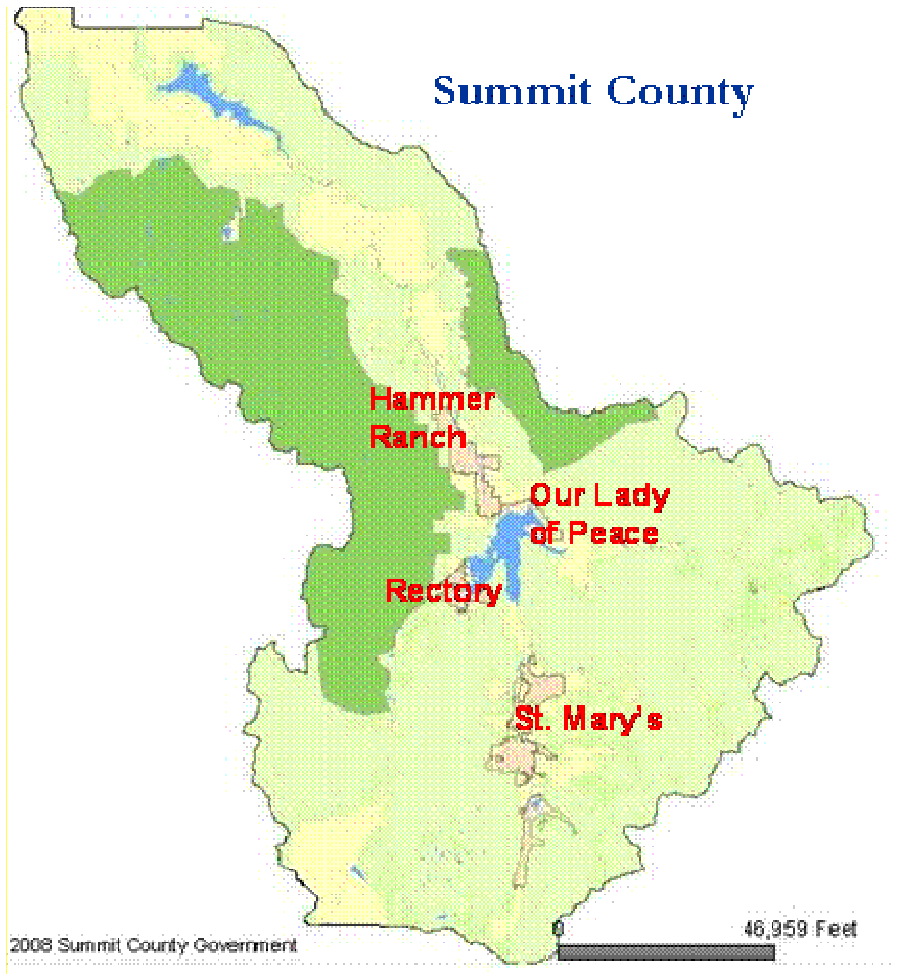 Summit County
Hammer
Ranch
Our Lady
of Peace
Rectory
St. Mary's
0 46,959 Feet
2008 Summit County Government